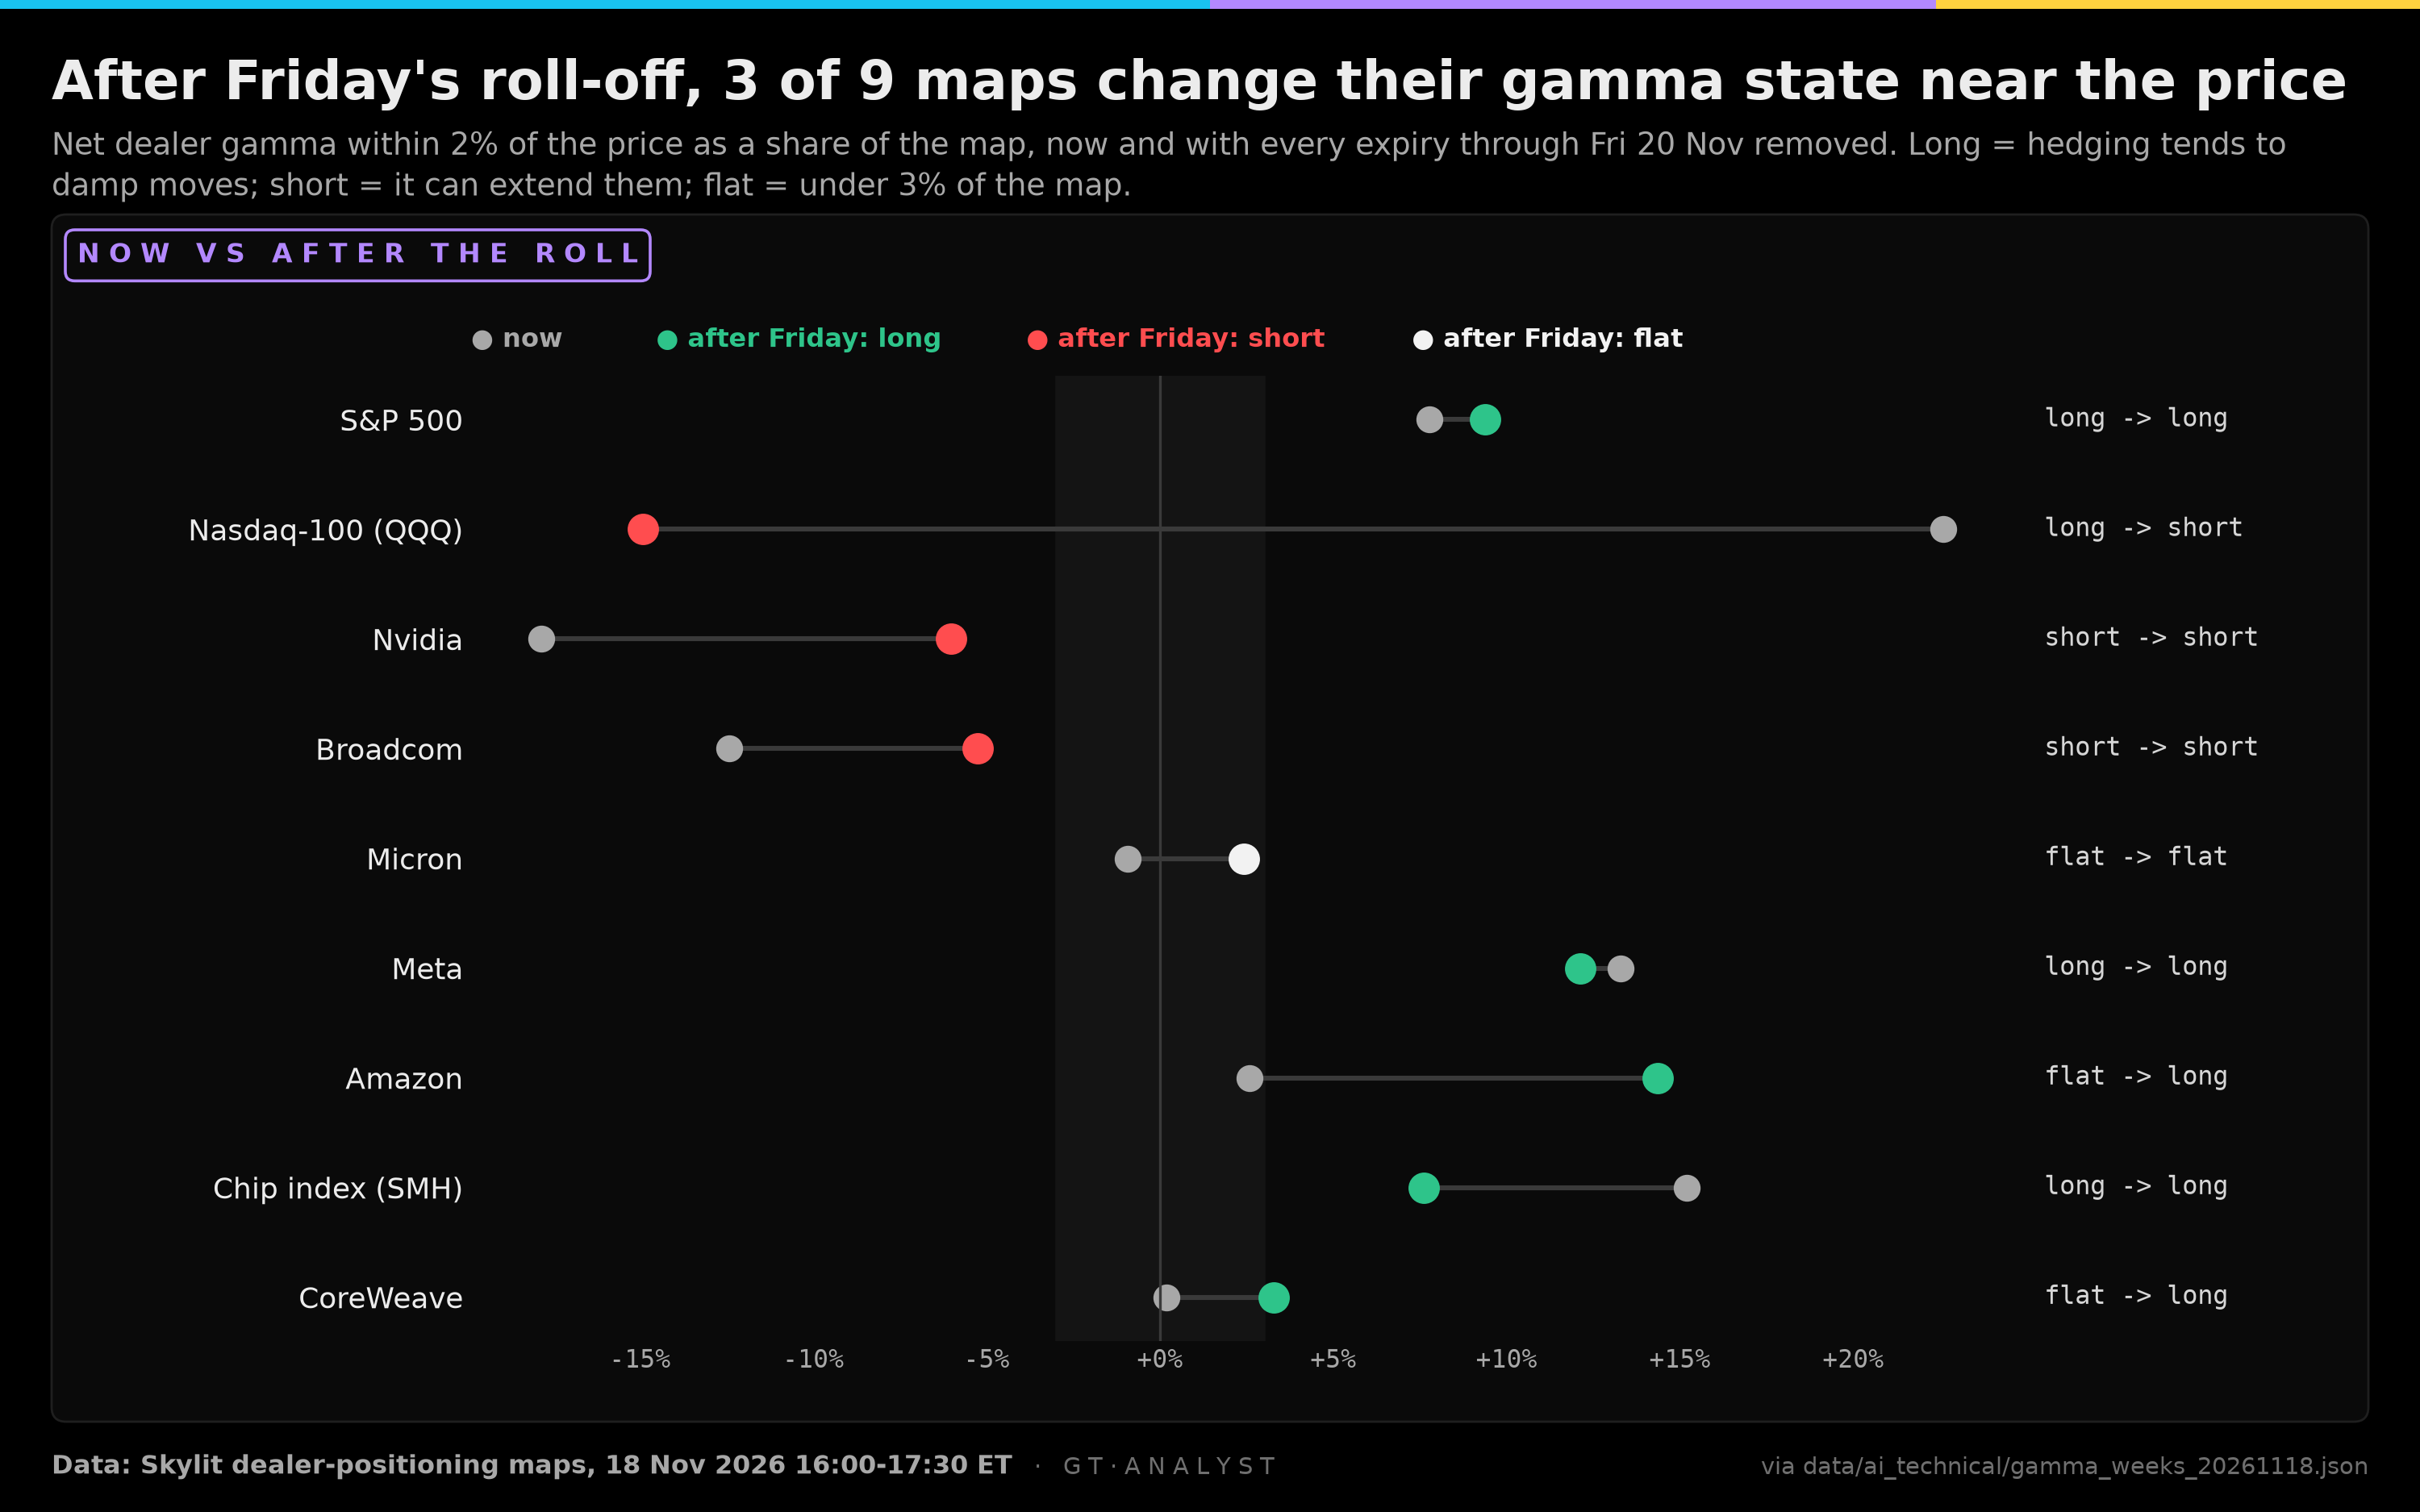 After Friday's roll-off, 3 of 9 maps change their gamma state near the price
Net dealer gamma within 2% of the price as a share of the map, now and with every expiry through Fri 20 Nov removed. Long = hedging tends to
damp moves; short = it can extend them; flat = under 3% of the map.
NOW VS AFTER THE ROLL
now after Friday: long after Friday: short after Friday: flat
S&P 500 long -> long
Nasdaq-100 (QQQ) long -> short
Nvidia short -> short
Broadcom short -> short
Micron flat -> flat
Meta long -> long
Amazon flat -> long
Chip index (SMH) long -> long
CoreWeave flat -> long
-15% -10% -5% +0% +5% +10% +15% +20%
Data: Skylit dealer-positioning maps, 18 Nov 2026 16:00-17:30 ET · GT·ANALYST via data/ai_technical/gamma_weeks_20261118.json